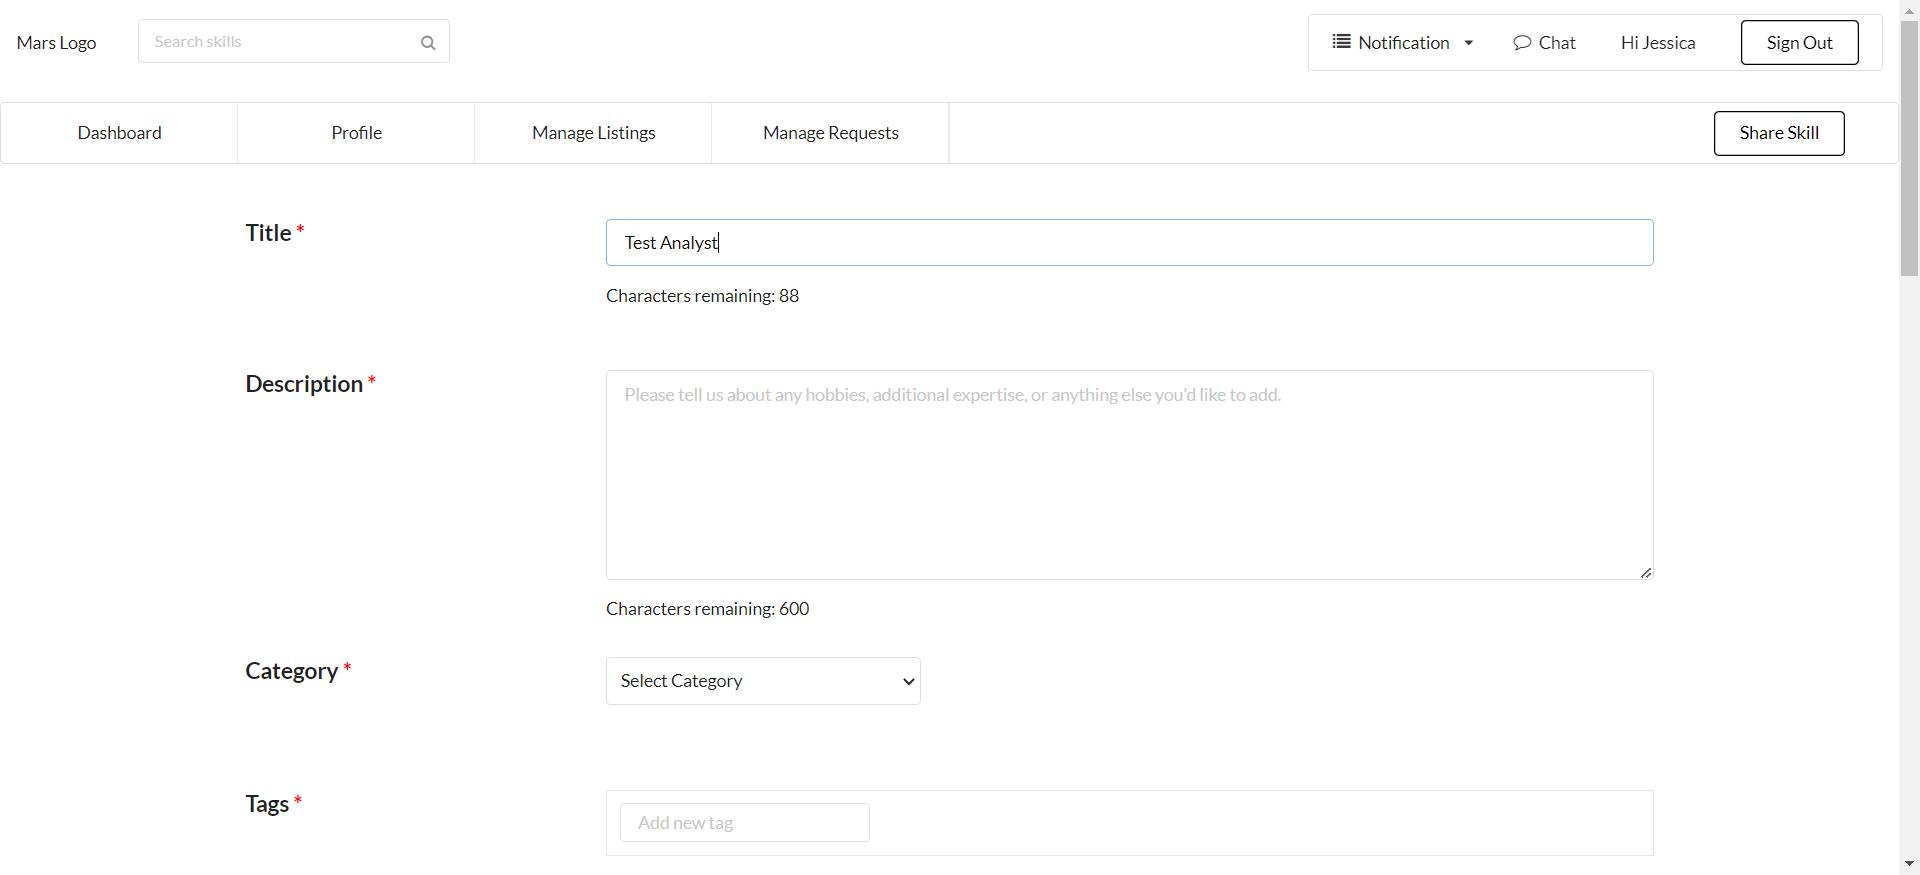 Mars Logo
Search skills
Notification
Chat
Hi Jessica
Sign Out
Dashboard
Profile
Manage Listings
Manage Requests
Share Skill
Title *
Test Analyst
Characters remaining: 88
Description *
Please tell us about any hobbies, additional expertise, or anything else you'd like to add.
Characters remaining: 600
Category *
Select Category
Tags *
Add new tag